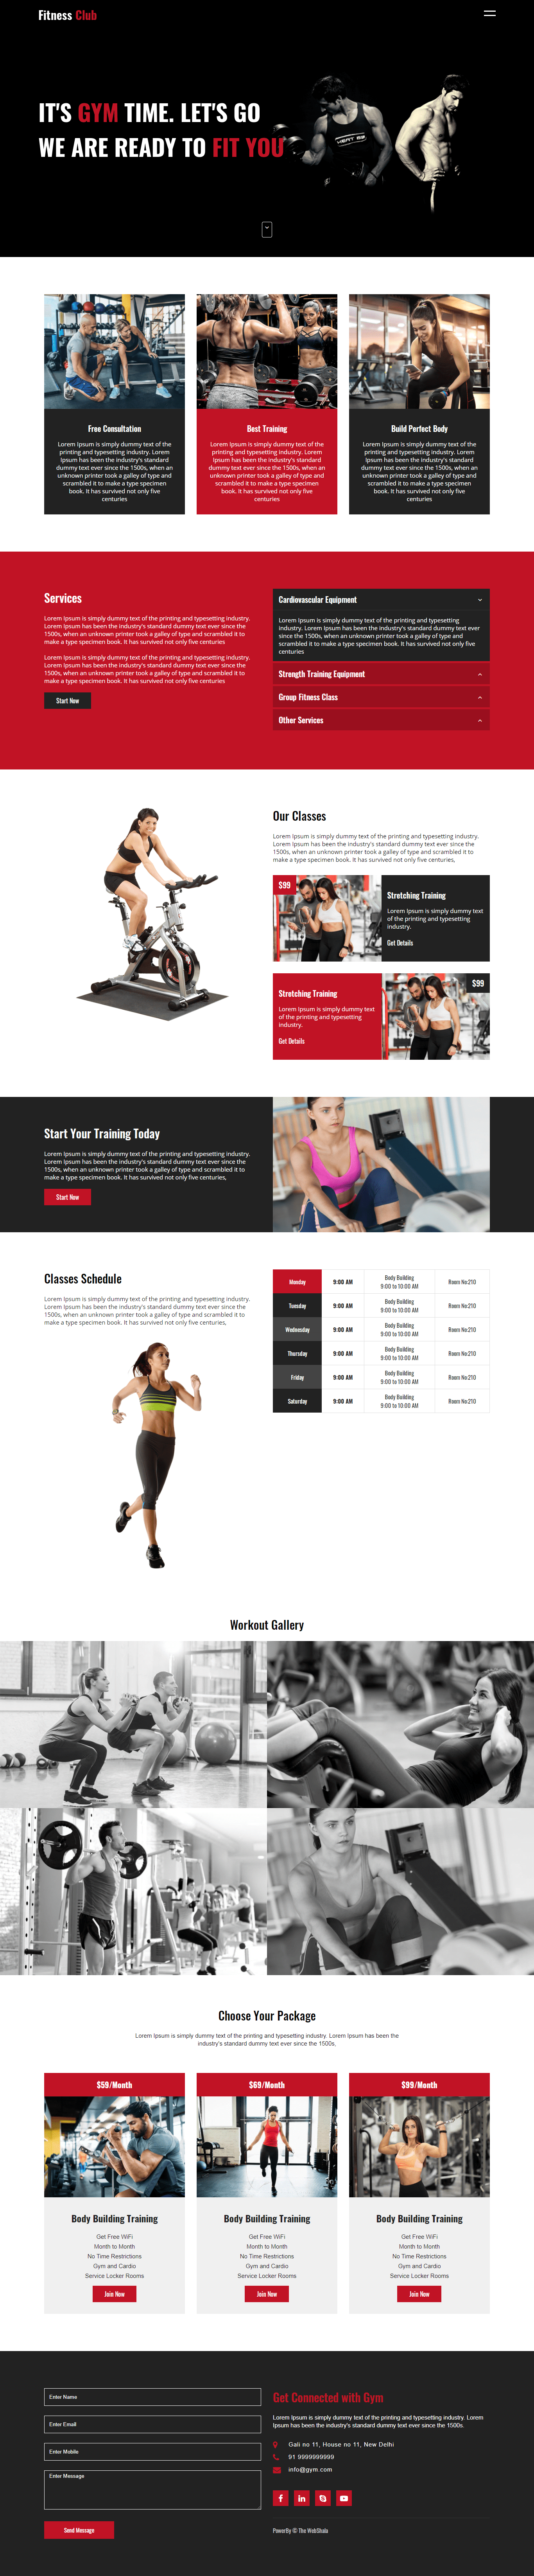 Fitness Club
IT'S GYM TIME. LET'S GO
WE ARE READY TO FIT YOU
Free Consultation
Lorem Ipsum is simply dummy text of the
printing and typesetting industry. Lorem
Ipsum has been the industry's standard
dummy text ever since the 1500s, when an
unknown printer took a galley of type and
scrambled it to make a type specimen
book. It has survived not only five
centuries
Best Training
Lorem Ipsum is simply dummy text of the
printing and typesetting industry. Lorem
Ipsum has been the industry's standard
dummy text ever since the 1500s, when an
unknown printer took a galley of type and
scrambled it to make a type specimen
book. It has survived not only five
centuries
Build Perfect Body
Lorem Ipsum is simply dummy text of the
printing and typesetting industry. Lorem
Ipsum has been the industry's standard
dummy text ever since the 1500s, when an
unknown printer took a galley of type and
scrambled it to make a type specimen
book. It has survived not only five
centuries
Services
Lorem Ipsum is simply dummy text of the printing and typesetting industry.
Lorem Ipsum has been the industry's standard dummy text ever since the
1500s, when an unknown printer took a galley of type and scrambled it to
make a type specimen book. It has survived not only five centuries
Lorem Ipsum is simply dummy text of the printing and typesetting industry.
Lorem Ipsum has been the industry's standard dummy text ever since the
1500s, when an unknown printer took a galley of type and scrambled it to
make a type specimen book. It has survived not only five centuries
Start Now
Cardiovascular Equipment
Lorem Ipsum is simply dummy text of the printing and typesetting
industry. Lorem Ipsum has been the industry's standard dummy text ever
since the 1500s, when an unknown printer took a galley of type and
scrambled it to make a type specimen book. It has survived not only five
centuries
Strength Training Equipment
Group Fitness Class
Other Services
Our Classes
Lorem Ipsum is simply dummy text of the printing and typesetting industry.
Lorem Ipsum has been the industry's standard dummy text ever since the
1500s, when an unknown printer took a galley of type and scrambled it to
make a type specimen book. It has survived not only five centuries,
$99
Stretching Training
Lorem Ipsum is simply dummy text
of the printing and typesetting
industry.
Get Details
Stretching Training
Lorem Ipsum is simply dummy text
of the printing and typesetting
industry.
Get Details
$99
Start Your Training Today
Lorem Ipsum is simply dummy text of the printing and typesetting industry.
Lorem Ipsum has been the industry's standard dummy text ever since the
1500s, when an unknown printer took a galley of type and scrambled it to
make a type specimen book. It has survived not only five centuries,
Start Now
Classes Schedule
Lorem Ipsum is simply dummy text of the printing and typesetting industry.
Lorem Ipsum has been the industry's standard dummy text ever since the
1500s, when an unknown printer took a galley of type and scrambled it to
make a type specimen book. It has survived not only five centuries,
Monday 9:00 AM Body Building 9:00 to 10:00 AM Room No:210
Tuesday 9:00 AM Body Building 9:00 to 10:00 AM Room No:210
Wednesday 9:00 AM Body Building 9:00 to 10:00 AM Room No:210
Thursday 9:00 AM Body Building 9:00 to 10:00 AM Room No:210
Friday 9:00 AM Body Building 9:00 to 10:00 AM Room No:210
Saturday 9:00 AM Body Building 9:00 to 10:00 AM Room No:210
Workout Gallery
Choose Your Package
Lorem Ipsum is simply dummy text of the printing and typesetting industry. Lorem Ipsum has been the
industry's standard dummy text ever since the 1500s,
$59/Month
Body Building Training
Get Free WiFi
Month to Month
No Time Restrictions
Gym and Cardio
Service Locker Rooms
Join Now
$69/Month
Body Building Training
Get Free WiFi
Month to Month
No Time Restrictions
Gym and Cardio
Service Locker Rooms
Join Now
$99/Month
Body Building Training
Get Free WiFi
Month to Month
No Time Restrictions
Gym and Cardio
Service Locker Rooms
Join Now
Enter Name
Enter Email
Enter Mobile
Enter Message
Send Message
Get Connected with Gym
Lorem Ipsum is simply dummy text of the printing and typesetting industry. Lorem
Ipsum has been the industry's standard dummy text ever since the 1500s.
Gali no 11, House no 11, New Delhi
91 9999999999
info@gym.com
PowerBy © The WebShala